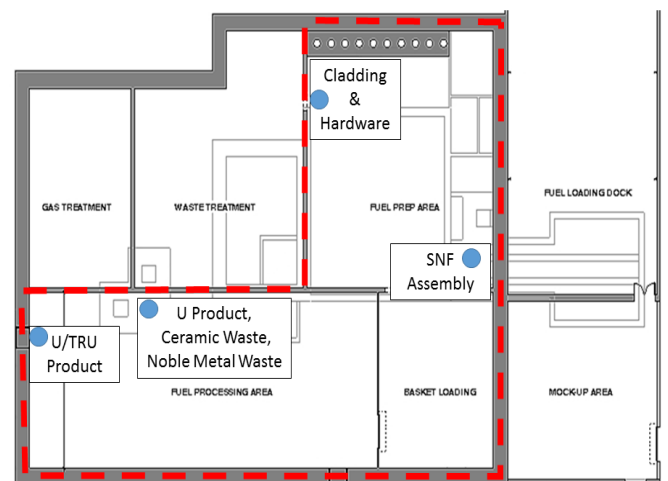 Cladding
&
Hardware
GAS TREATMENT
WASTE TREATMENT
FUEL PREP AREA
FUEL LOADING DOCK
SNF
Assembly
U Product,
Ceramic Waste,
Noble Metal Waste
U/TRU
Product
FUEL PROCESSING AREA
BASKET LOADING
MOCK-UP AREA